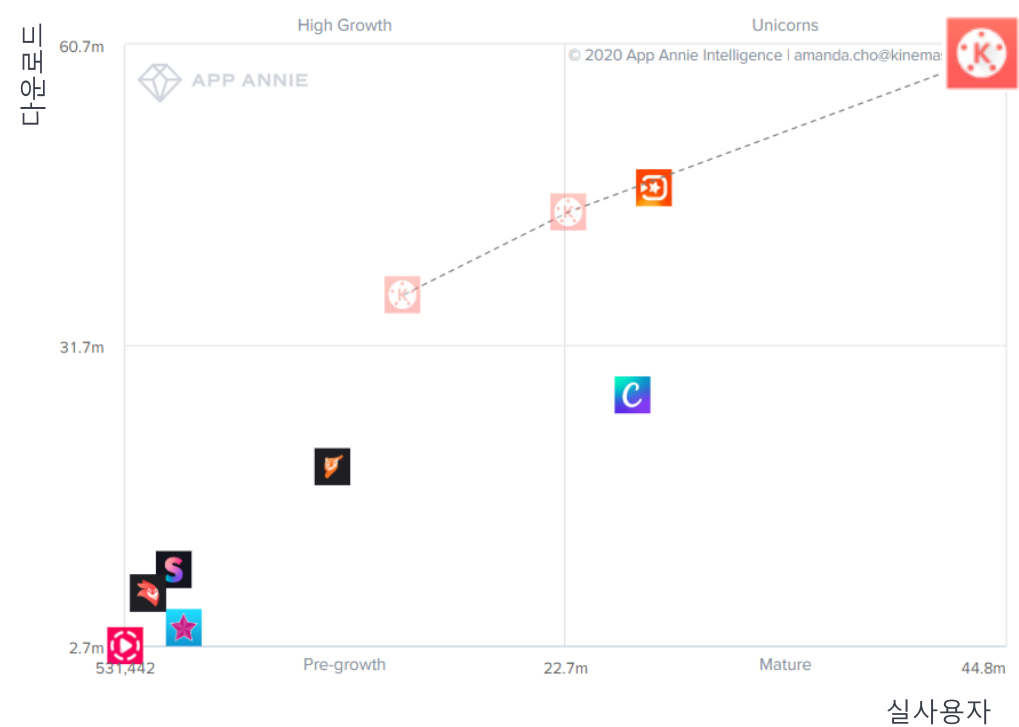 다운로드
High Growth
Unicorns
60.7m
© 2020 App Annie Intelligence | amanda.cho@kinemas
APP ANNIE
K
K
K
31.7m
C
S
2.7m
531,442
Pre-growth
22.7m
Mature
44.8m
실사용자